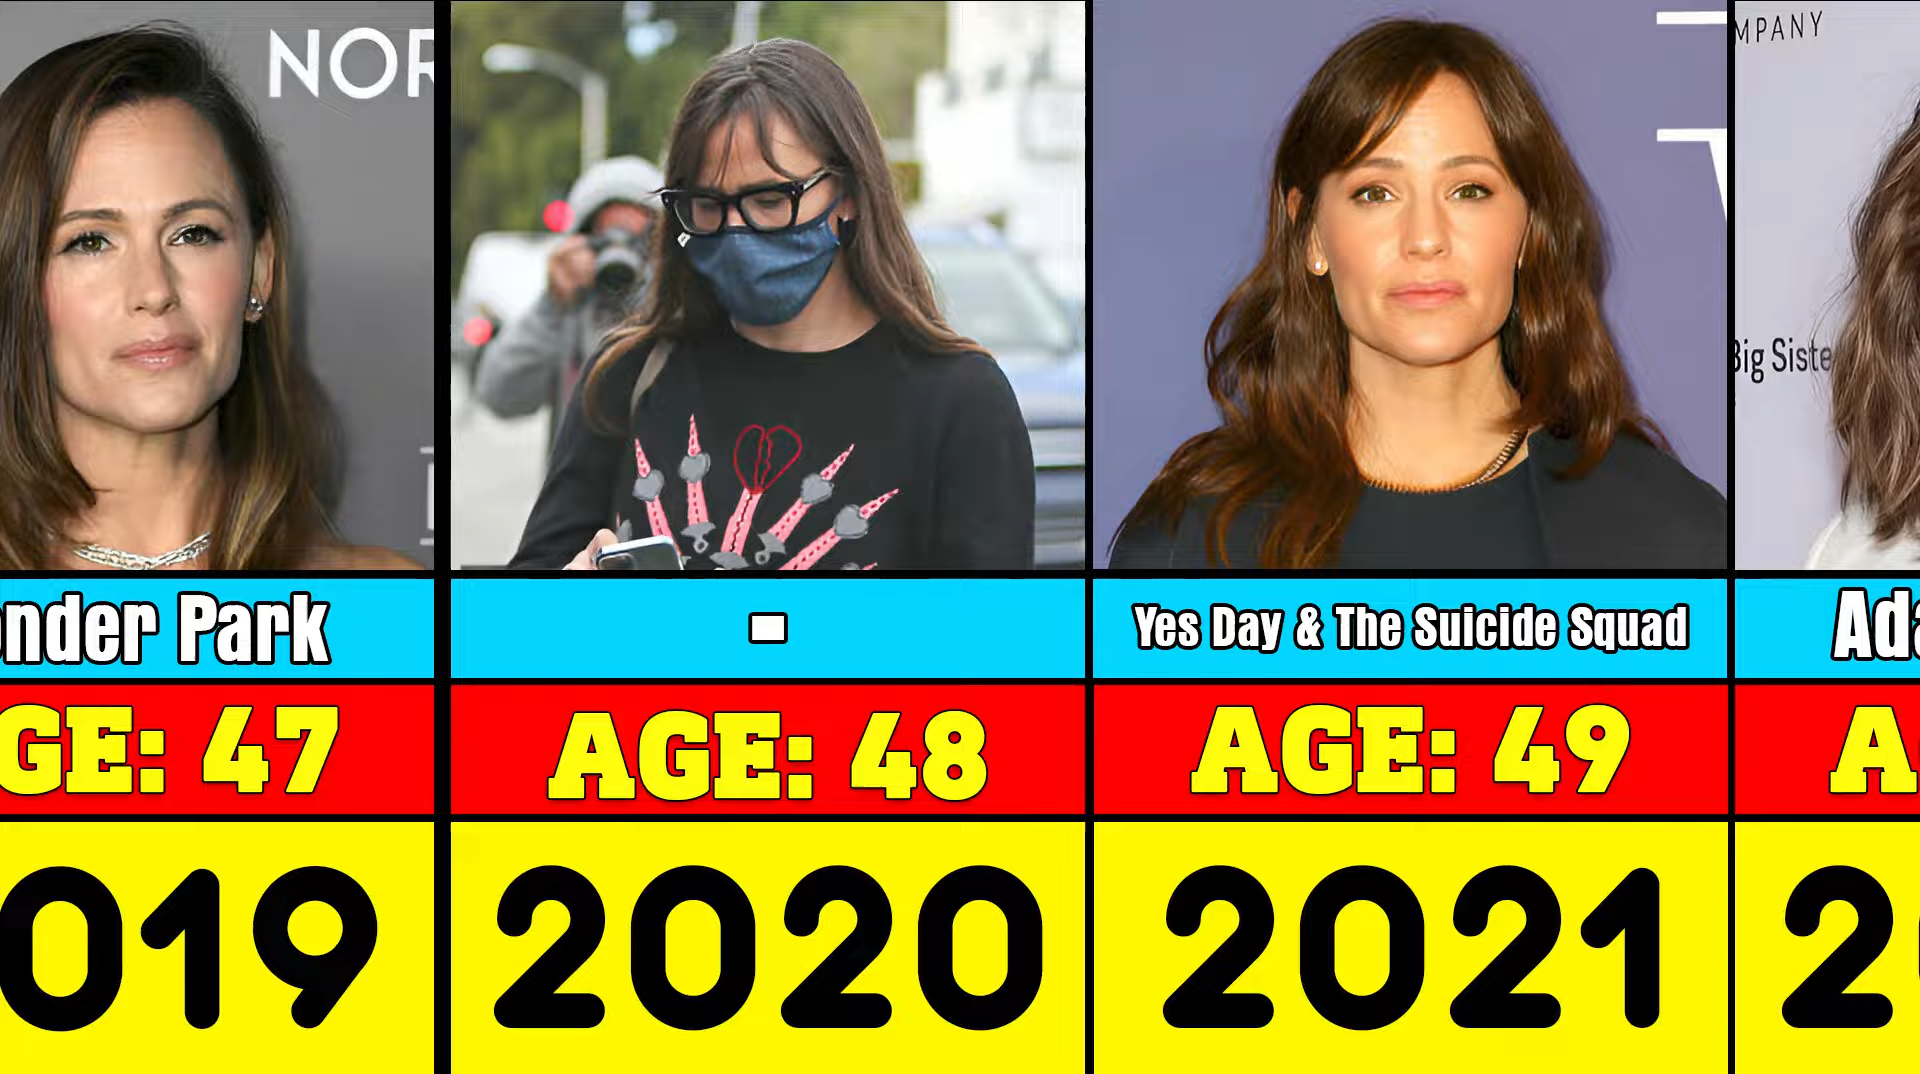 NOR
MPANY
Big Siste
nder Park
-
Yes Day & The Suicide Squad
Ada
GE: 47
AGE: 48
AGE: 49
A
019
2020
2021
2